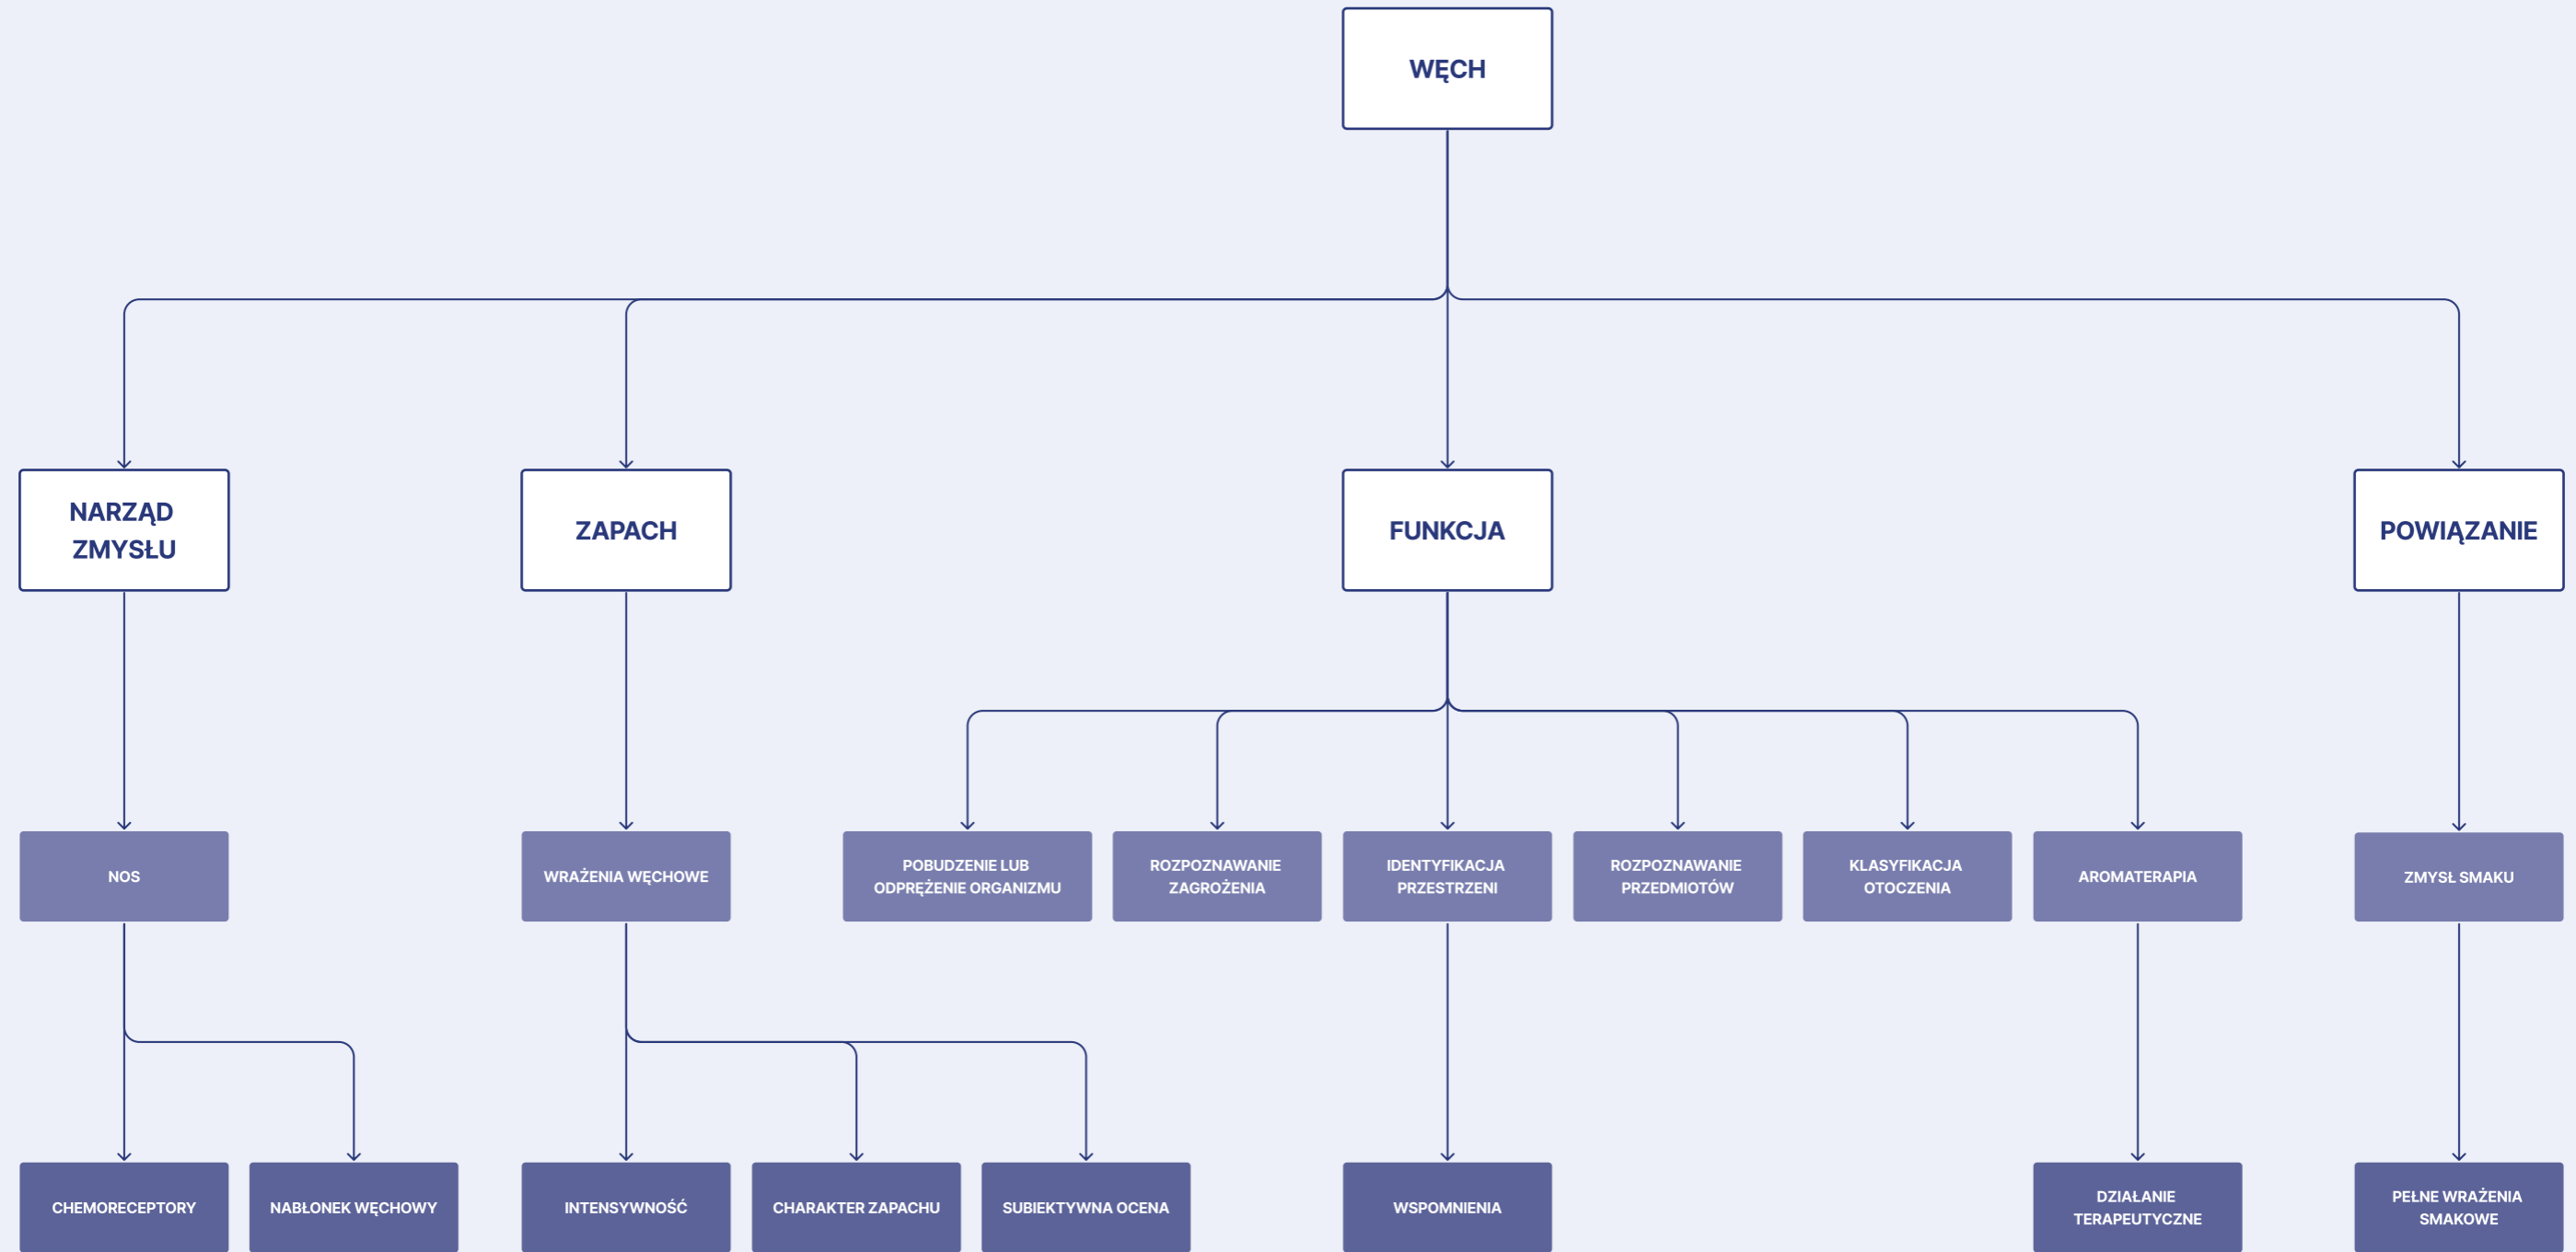 WĘCH
NARZĄD
ZMYSŁU
ZAPACH
FUNKCJA
POWIĄZANIE
NOS
WRAŻENIA WĘCHOWE
POBUDZENIE LUB
ODPRĘŻENIE ORGANIZMU
ROZPOZNAWANIE
ZAGROŻENIA
IDENTYFIKACJA
PRZESTRZENI
ROZPOZNAWANIE
PRZEDMIOTÓW
KLASYFIKACJA
OTOCZENIA
AROMATERAPIA
ZMYSŁ SMAKU
CHEMORECEPTORY
NABŁONEK WĘCHOWY
INTENSYWNOŚĆ
CHARAKTER ZAPACHU
SUBIEKTYWNA OCENA
WSPOMNIENIA
DZIAŁANIE
TERAPEUTYCZNE
PEŁNE WRAŻENIA
SMAKOWE